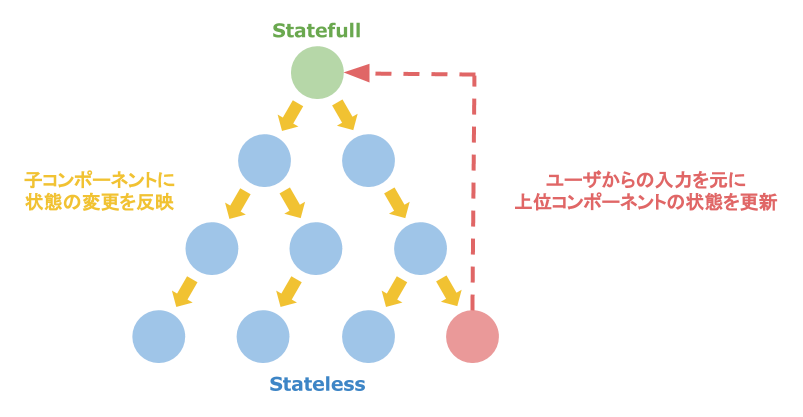 Statefull
子コンポーネントに
状態の変更を反映
ユーザからの入力を元に
上位コンポーネントの状態を更新
Stateless